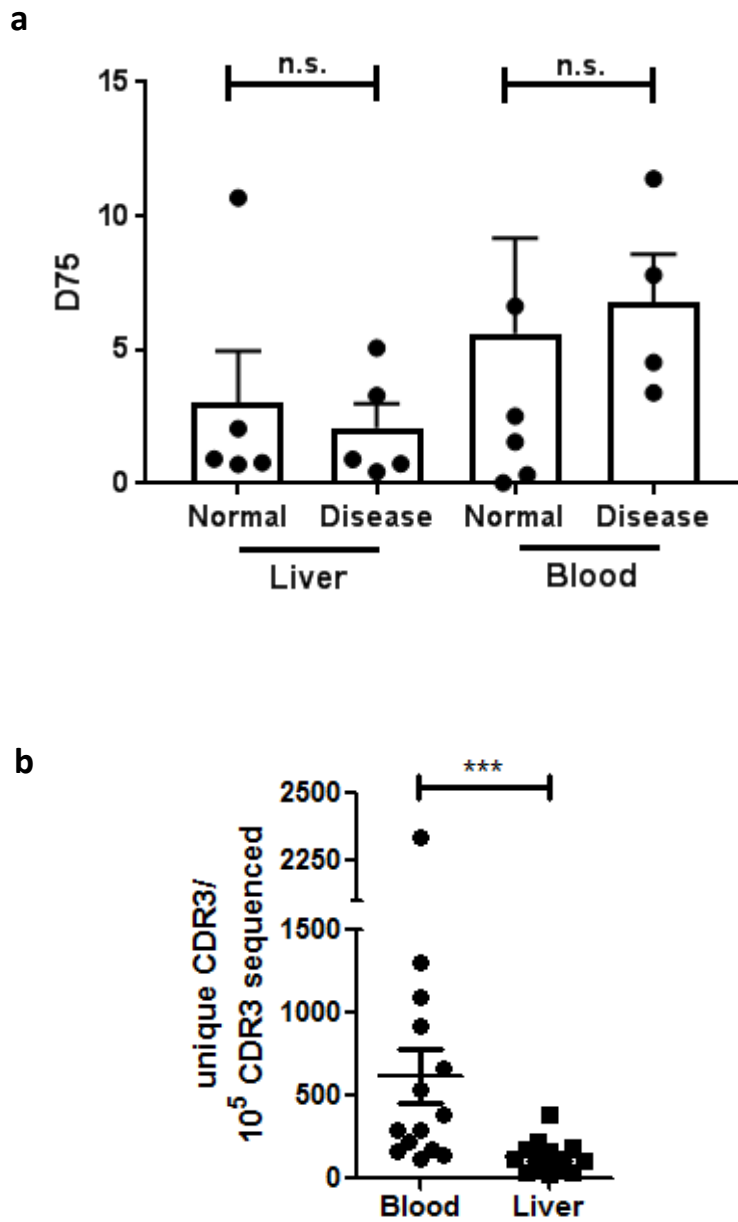 a
n.s. n.s.
15
10
5
0
D75
Normal Disease Normal Disease
Liver Blood
b
***
2500
2250
1500
1000
500
0
unique CDR3/
10⁵ CDR3 sequenced
Blood Liver